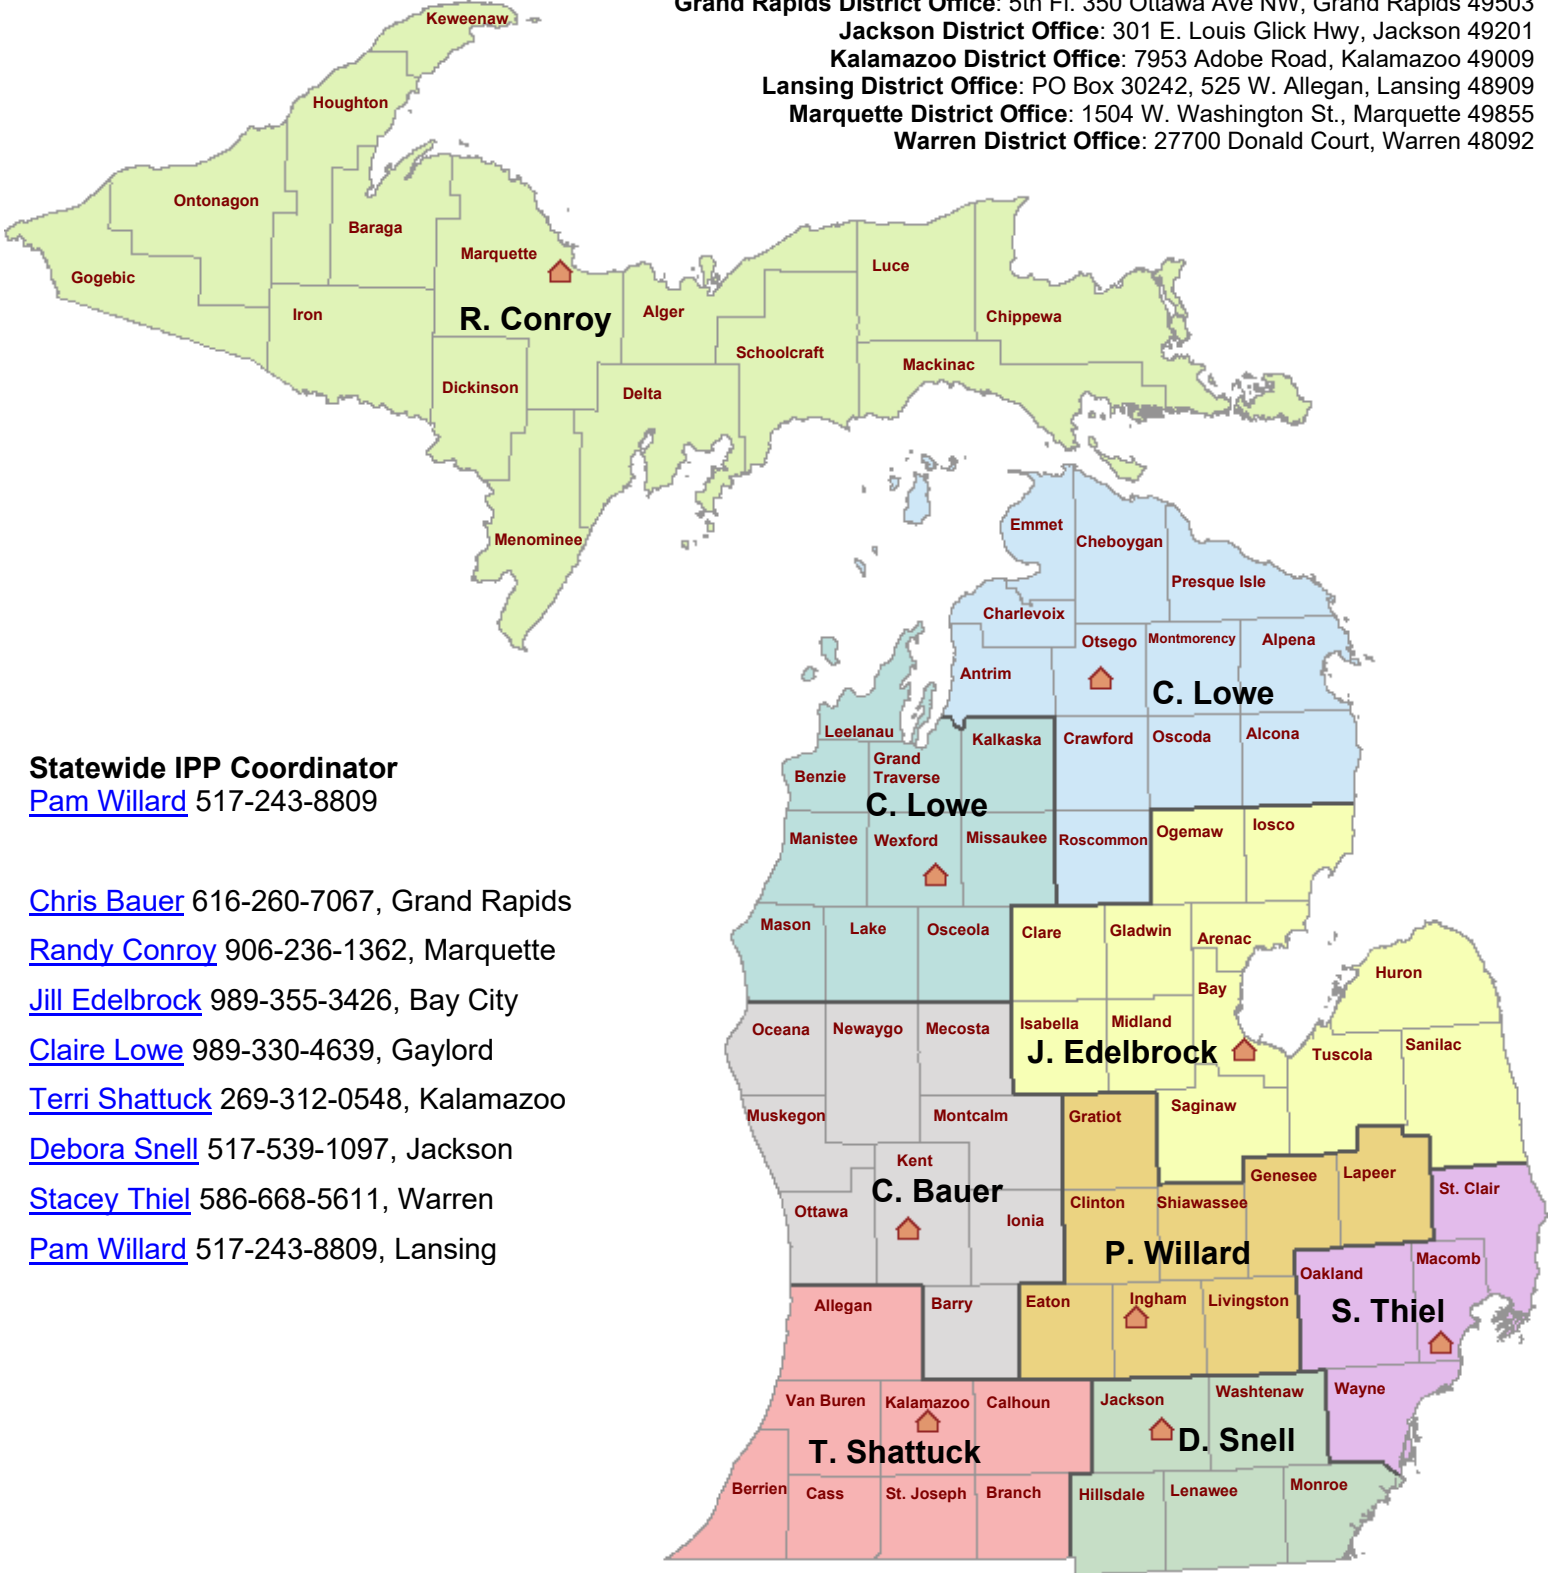 Grand Rapids District Office: 5th Fl. 350 Ottawa Ave NW, Grand Rapids 49503
Jackson District Office: 301 E. Louis Glick Hwy, Jackson 49201
Kalamazoo District Office: 7953 Adobe Road, Kalamazoo 49009
Lansing District Office: PO Box 30242, 525 W. Allegan, Lansing 48909
Marquette District Office: 1504 W. Washington St., Marquette 49855
Warren District Office: 27700 Donald Court, Warren 48092
Keweenaw
Houghton
Ontonagon
Baraga
Marquette
Gogebic
Iron
R. Conroy
Alger
Luce
Chippewa
Schoolcraft
Mackinac
Dickinson
Delta
Menominee
Emmet
Cheboygan
Presque Isle
Charlevoix
Otsego
Montmorency
Alpena
Antrim
C. Lowe
Leelanau
Kalkaska
Crawford
Oscoda
Alcona
Benzie
Grand
Traverse
C. Lowe
Manistee
Wexford
Missaukee
Roscommon
Ogemaw
Iosco
Mason
Lake
Osceola
Clare
Gladwin
Arenac
Huron
Bay
Oceana
Newaygo
Mecosta
Isabella
Midland
J. Edelbrock
Tuscola
Sanilac
Muskegon
Montcalm
Gratiot
Saginaw
Kent
C. Bauer
Ottawa
Ionia
Clinton
Shiawassee
Genesee
Lapeer
St. Clair
P. Willard
Oakland
Macomb
S. Thiel
Allegan
Barry
Eaton
Ingham
Livingston
Van Buren
Kalamazoo
Calhoun
Jackson
Washtenaw
Wayne
T. Shattuck
D. Snell
Berrien
Cass
St. Joseph
Branch
Hillsdale
Lenawee
Monroe
Statewide IPP Coordinator
Pam Willard 517-243-8809
Chris Bauer 616-260-7067, Grand Rapids
Randy Conroy 906-236-1362, Marquette
Jill Edelbrock 989-355-3426, Bay City
Claire Lowe 989-330-4639, Gaylord
Terri Shattuck 269-312-0548, Kalamazoo
Debora Snell 517-539-1097, Jackson
Stacey Thiel 586-668-5611, Warren
Pam Willard 517-243-8809, Lansing